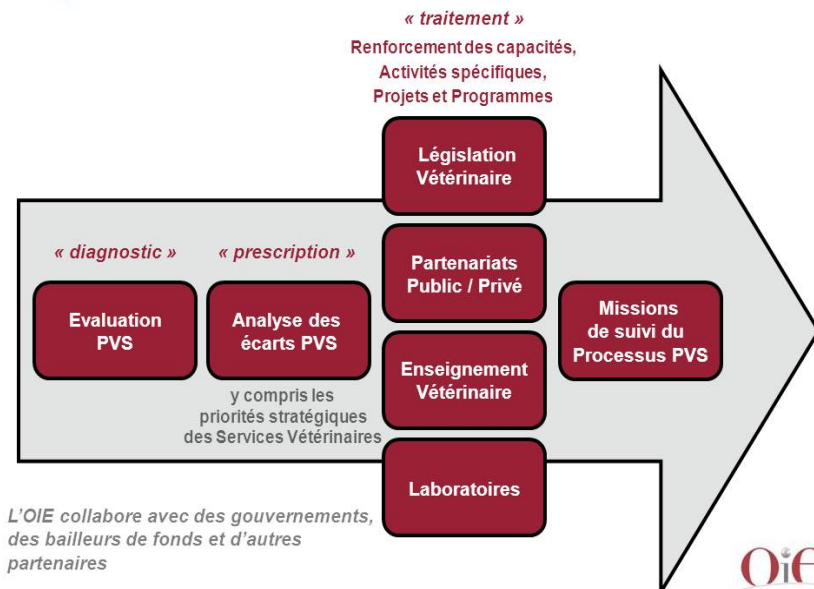 « traitement »
Renforcement des capacités,
Activités spécifiques,
Projets et Programmes
« diagnostic »
Evaluation
PVS
« prescription »
Analyse des
écarts PVS
y compris les
priorités stratégiques
des Services Vétérinaires
Législation
Vétérinaire
Partenariats
Public / Privé
Enseignement
Vétérinaire
Laboratoires
Missions
de suivi du
Processus PVS
L'OIE collabore avec des gouvernements,
des bailleurs de fonds et d'autres
partenaires
OiE